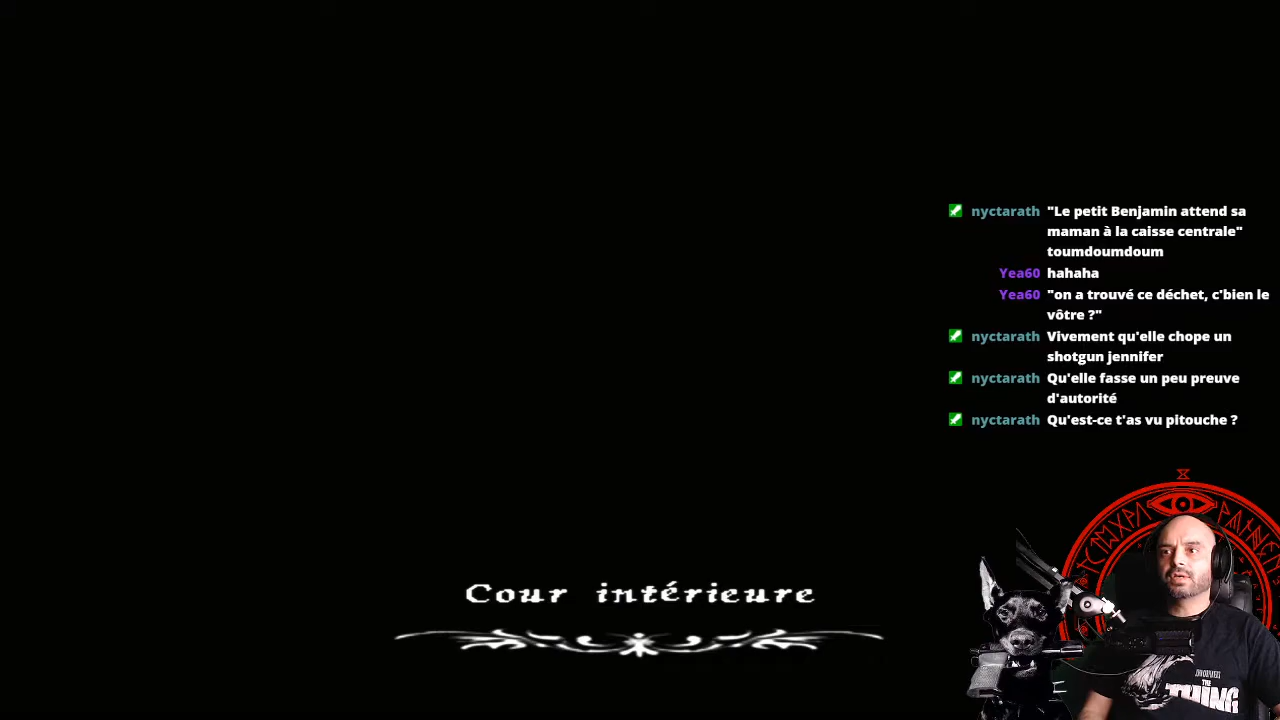 nyctarath "Le petit Benjamin attend sa
maman à la caisse centrale"
toumdoumdoum
Yea60 hahaha
Yea60 "on a trouvé ce déchet, c'bien le
vôtre ?"
nyctarath Vivement qu'elle chope un
shotgun jennifer
nyctarath Qu'elle fasse un peu preuve
d'autorité
nyctarath Qu'est-ce t'as vu pitouche ?
Cour intérieure
THE
THING